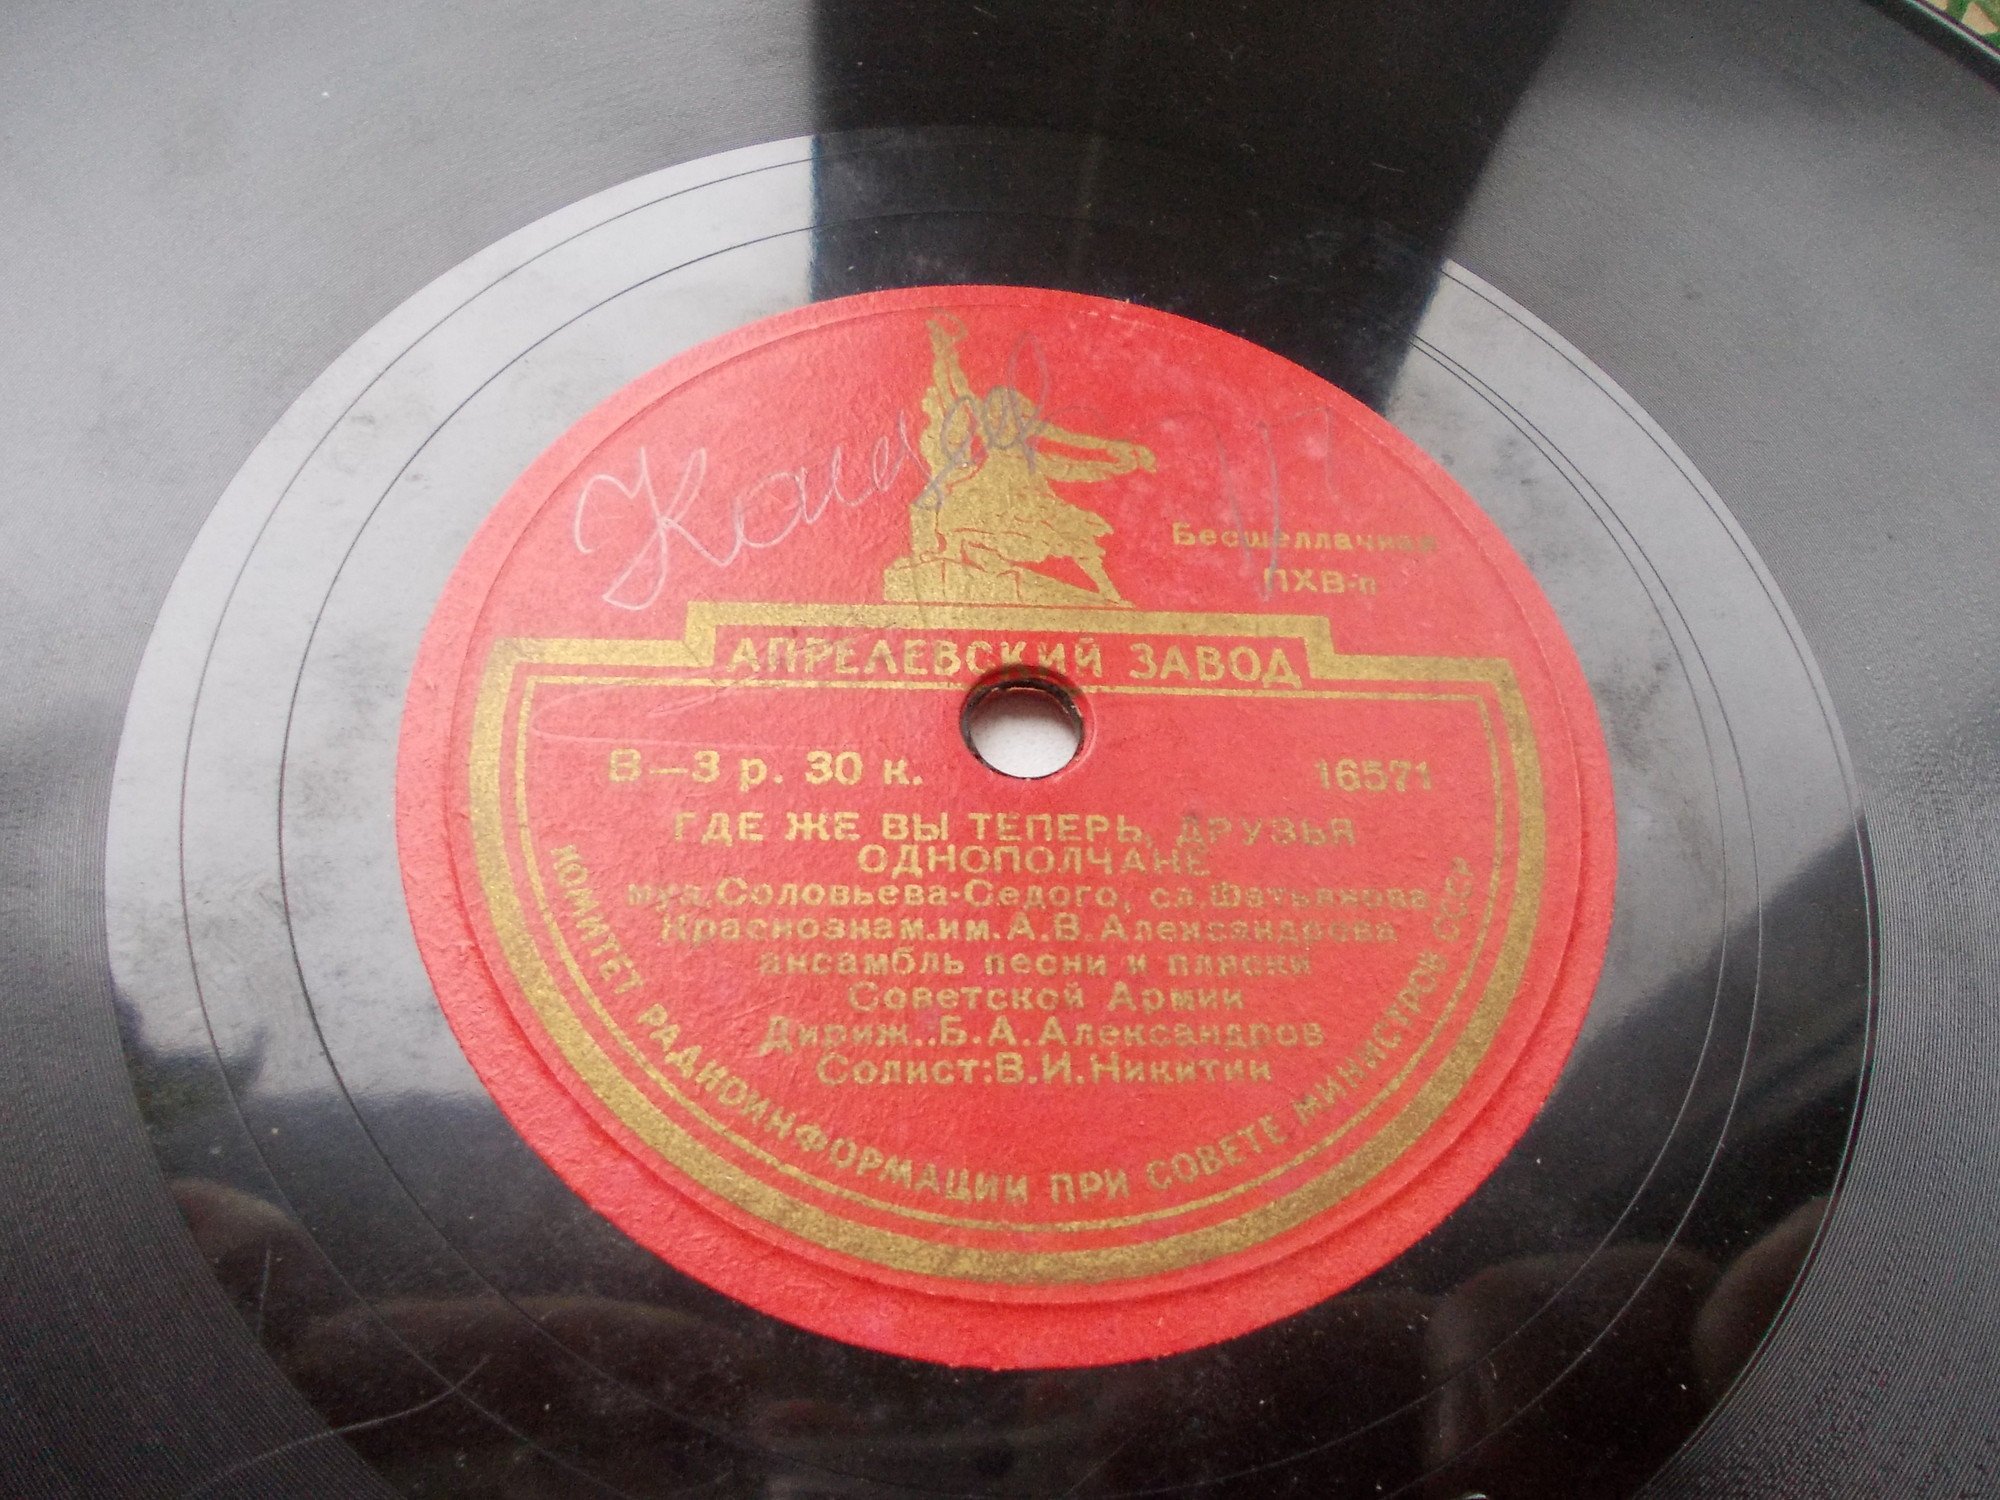 Бесшеллачная
ПХВ-п
АПРЕЛЕВСКИЙ ЗАВОД
В—3 р. 30 к.
16571
ГДЕ ЖЕ ВЫ ТЕПЕРЬ, ДРУЗЬЯ
ОДНОПОЛЧАНЕ
муз. Соловьева-Седого, сл. Фатьянова
Краснознам. им. А. В. Александрова
ансамбль песни и пляски
Советской Армии
Дириж.. Б. А. Александров
Солист: В. И. Никитин
КОМИТЕТ РАДИОИНФОРМАЦИИ ПРИ СОВЕТЕ МИНИСТРОВ СССР